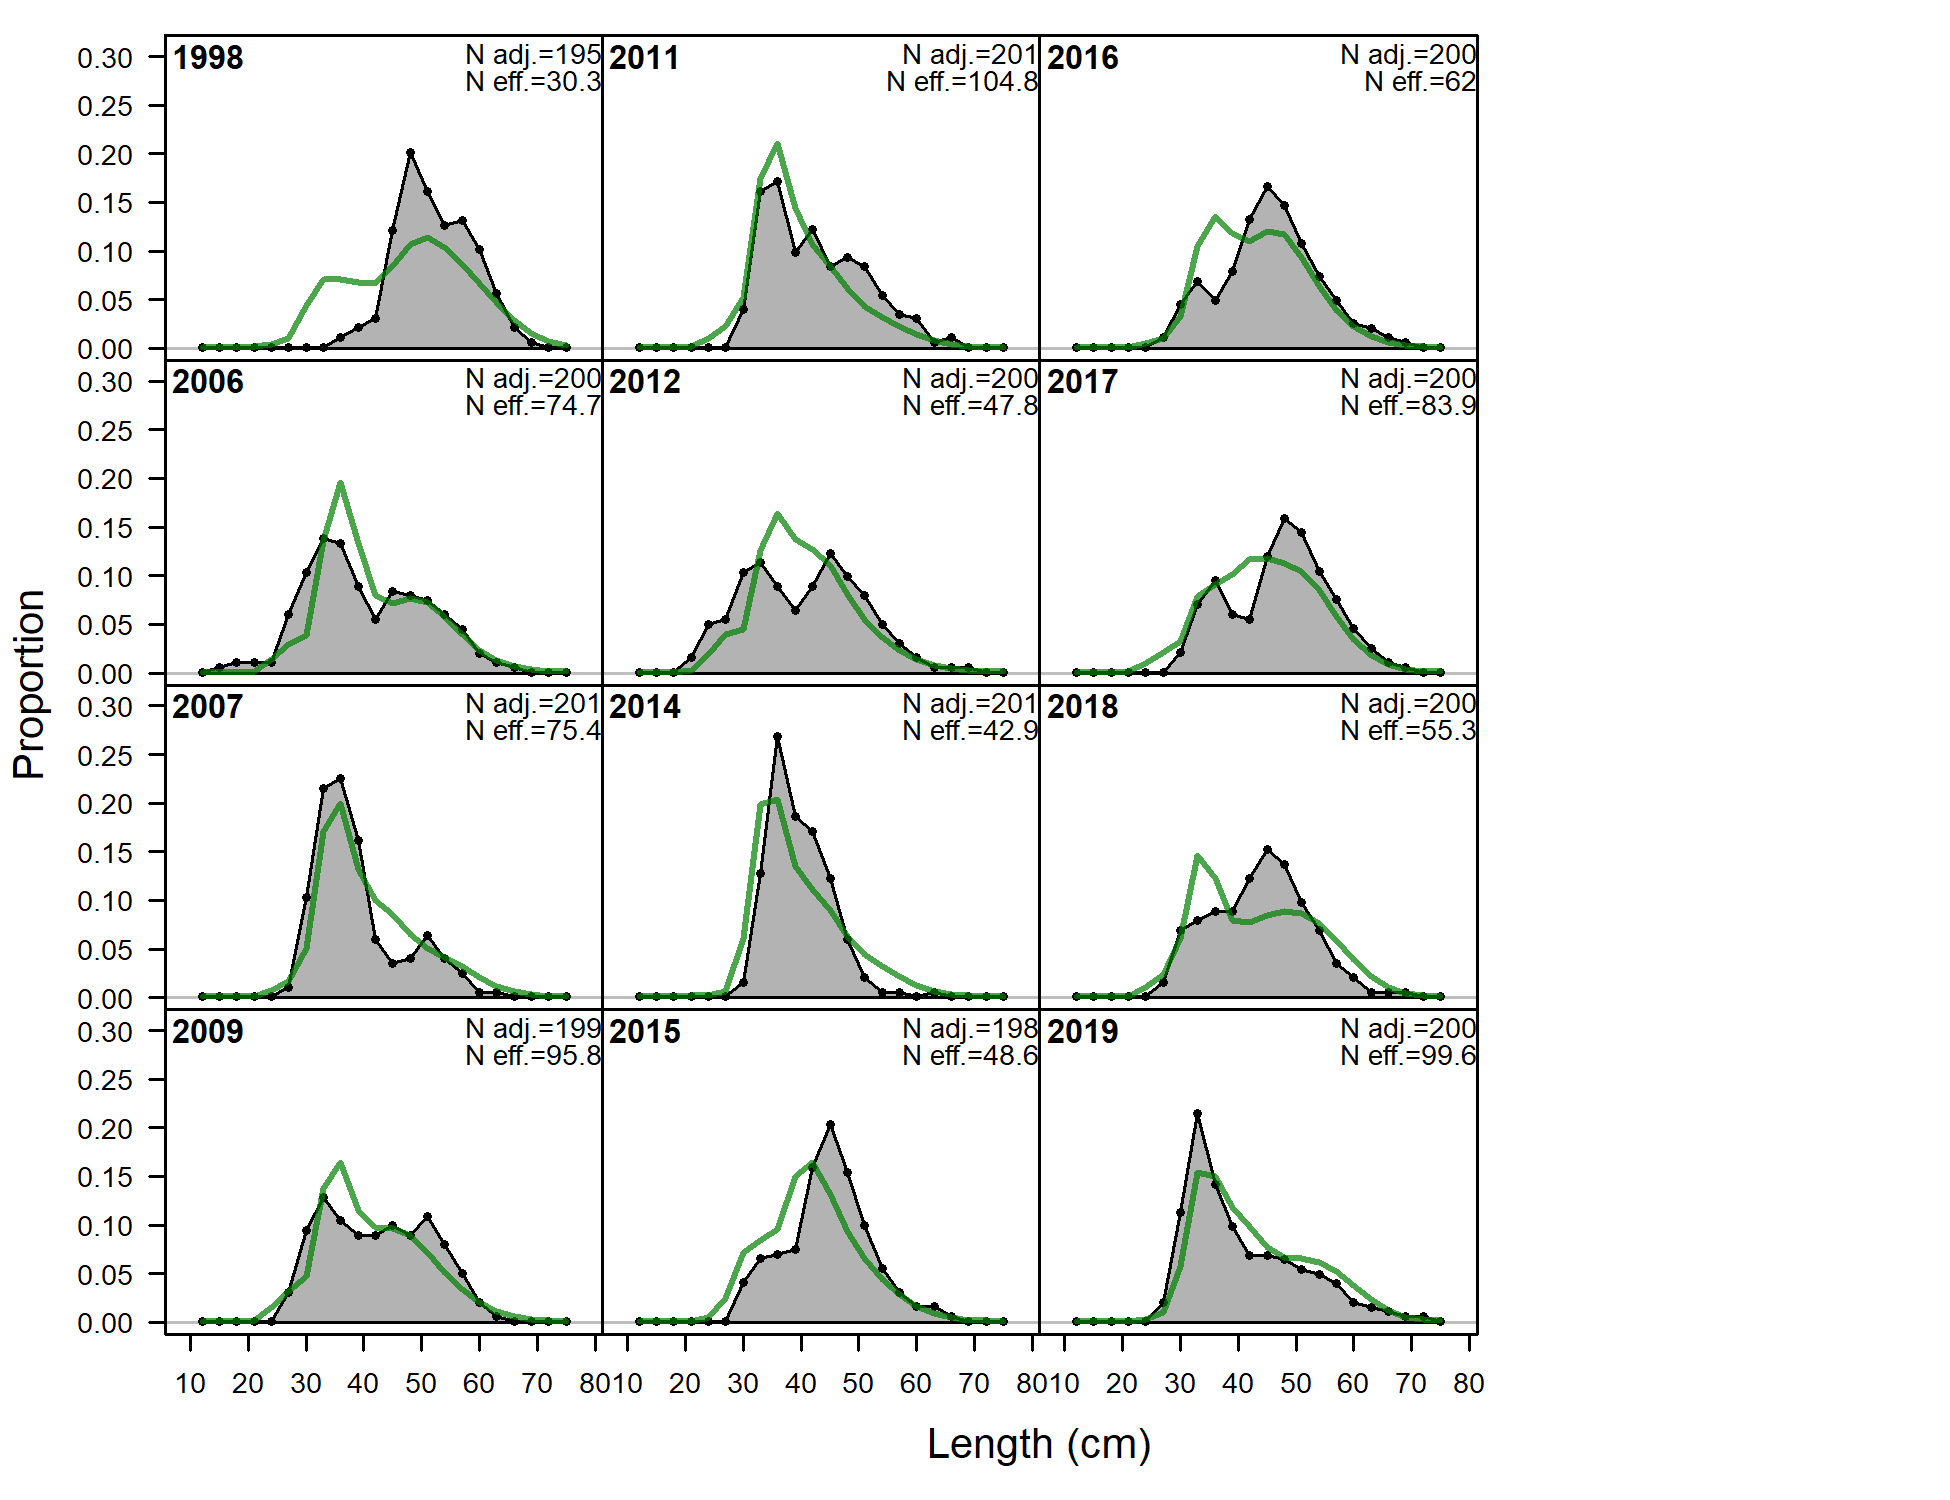 Proportion
0.30
0.25
0.20
0.15
0.10
0.05
0.00
1998
N adj.=195
N eff.=30.3
2011
N adj.=201
N eff.=104.8
2016
N adj.=200
N eff.=62
0.30
0.25
0.20
0.15
0.10
0.05
0.00
2006
N adj.=200
N eff.=74.7
2012
N adj.=200
N eff.=47.8
2017
N adj.=200
N eff.=83.9
0.30
0.25
0.20
0.15
0.10
0.05
0.00
2007
N adj.=201
N eff.=75.4
2014
N adj.=201
N eff.=42.9
2018
N adj.=200
N eff.=55.3
0.30
0.25
0.20
0.15
0.10
0.05
0.00
2009
N adj.=199
N eff.=95.8
2015
N adj.=198
N eff.=48.6
2019
N adj.=200
N eff.=99.6
10 20 30 40 50 60 70 80 10 20 30 40 50 60 70 80 10 20 30 40 50 60 70 80
Length (cm)